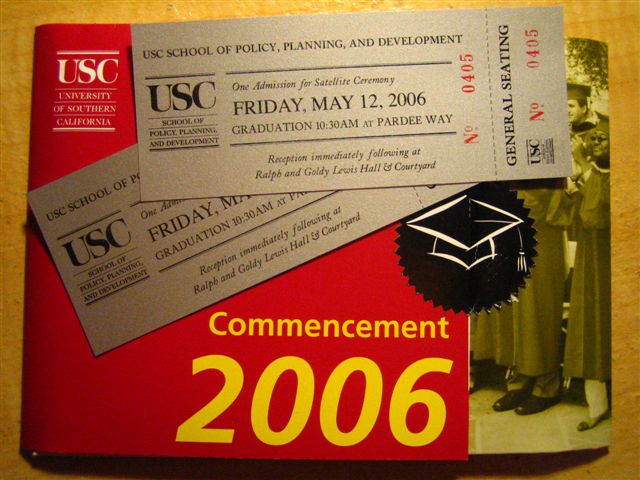 USC
UNIVERSITY
OF SOUTHERN
CALIFORNIA
USC SCHOOL OF POLICY, PLANNING, AND DEVELOPMENT
USC
SCHOOL OF
POLICY, PLANNING,
AND DEVELOPMENT
One Admission for Satellite Ceremony
FRIDAY, MAY 12, 2006
GRADUATION 10:30AM AT PARDEE WAY
Reception immediately following at
Ralph and Goldy Lewis Hall & Courtyard
Nº 0405
GENERAL SEATING
Nº 0405
USC
USC SCHOOL OF
USC
SCHOOL OF
POLICY, PLANNING,
AND DEVELOPMENT
One Admission
FRIDAY,
GRADUATION 10:30AM AT
Reception immediately following at
Ralph and Goldy Lewis Hall & Courtyard
Commencement
2006